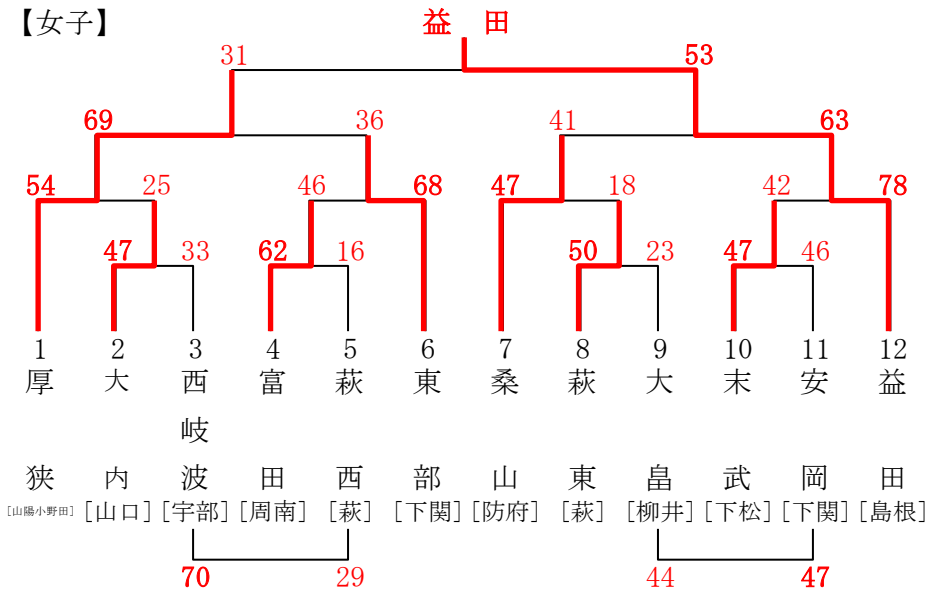 【女子】
益 田
31 53
69 36 41 63
54 25 46 68 47 18 42 78
47 33 62 16 50 23 47 46
1 2 3 4 5 6 7 8 9 10 11 12
厚狭 大内 西岐波 富田 萩西 東部 桑山 萩東 大畠 末武 安岡 益田
[山陽小野田] [山口] [宇部] [周南] [萩] [下関] [防府] [萩] [柳井] [下松] [下関] [島根]
70 29 44 47